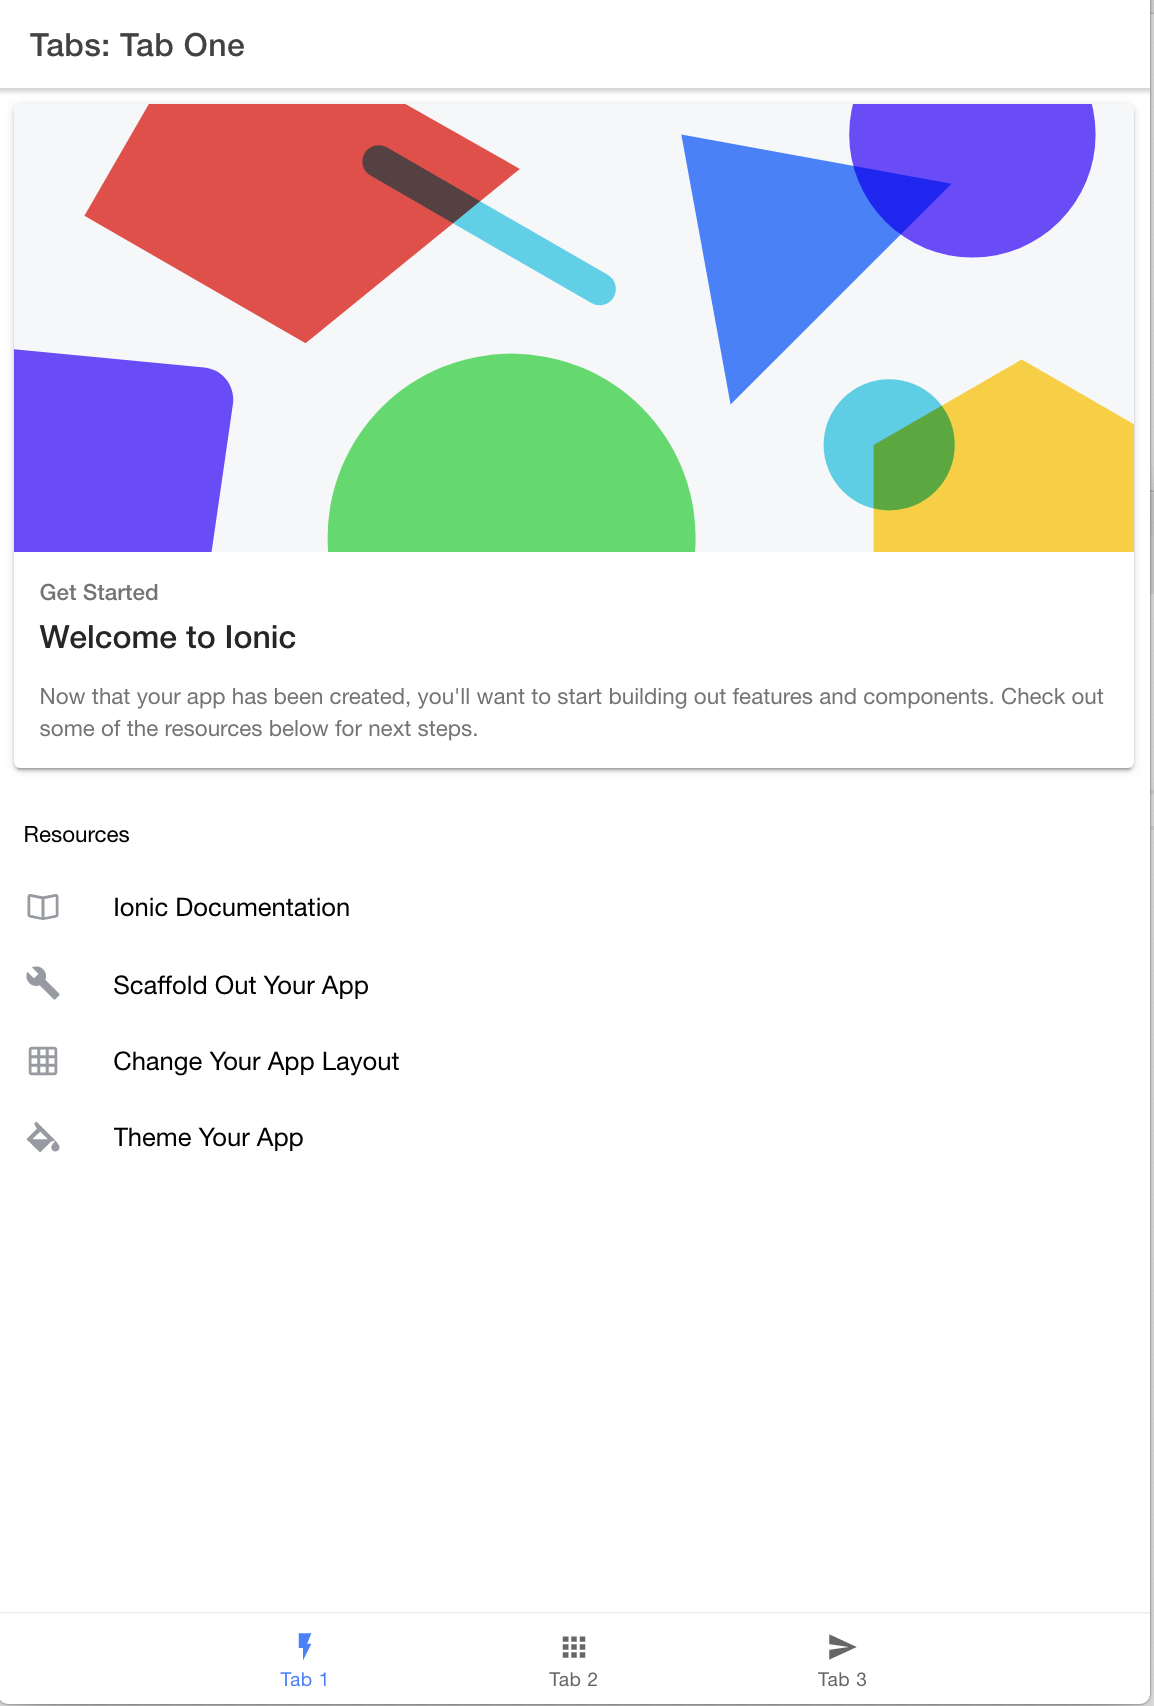 Tabs: Tab One
Get Started
Welcome to Ionic
Now that your app has been created, you'll want to start building out features and components. Check out
some of the resources below for next steps.
Resources
Ionic Documentation
Scaffold Out Your App
Change Your App Layout
Theme Your App
Tab 1
Tab 2
Tab 3